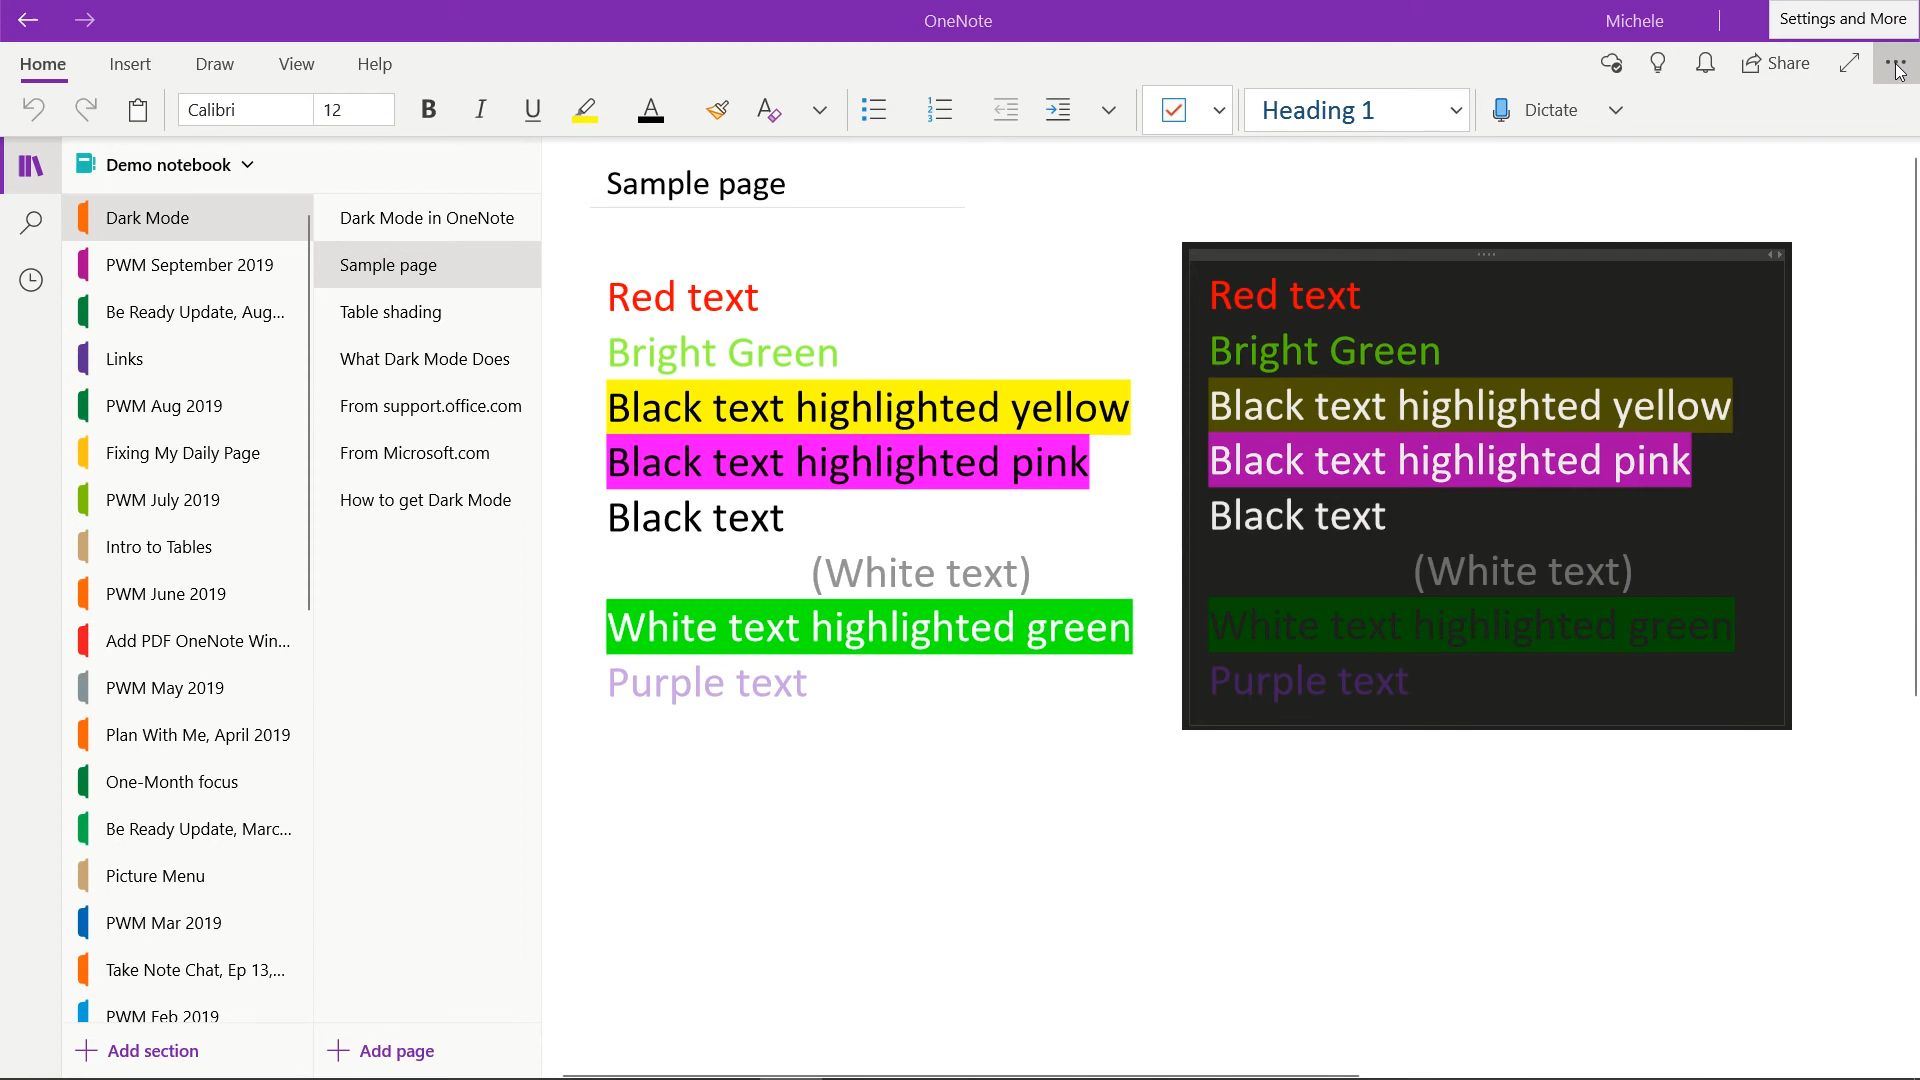 OneNote
Michele
Settings and More
Home
Insert
Draw
View
Help
Share
Calibri
12
B
I
U
A
A
Heading 1
Dictate
Demo notebook
Dark Mode
PWM September 2019
Be Ready Update, Aug...
Links
PWM Aug 2019
Fixing My Daily Page
PWM July 2019
Intro to Tables
PWM June 2019
Add PDF OneNote Win...
PWM May 2019
Plan With Me, April 2019
One-Month focus
Be Ready Update, Marc...
Picture Menu
PWM Mar 2019
Take Note Chat, Ep 13,...
PWM Feb 2019
Add section
Dark Mode in OneNote
Sample page
Table shading
What Dark Mode Does
From support.office.com
From Microsoft.com
How to get Dark Mode
Add page
Sample page
Red text
Bright Green
Black text highlighted yellow
Black text highlighted pink
Black text
(White text)
White text highlighted green
Purple text
Red text
Bright Green
Black text highlighted yellow
Black text highlighted pink
Black text
(White text)
White text highlighted green
Purple text